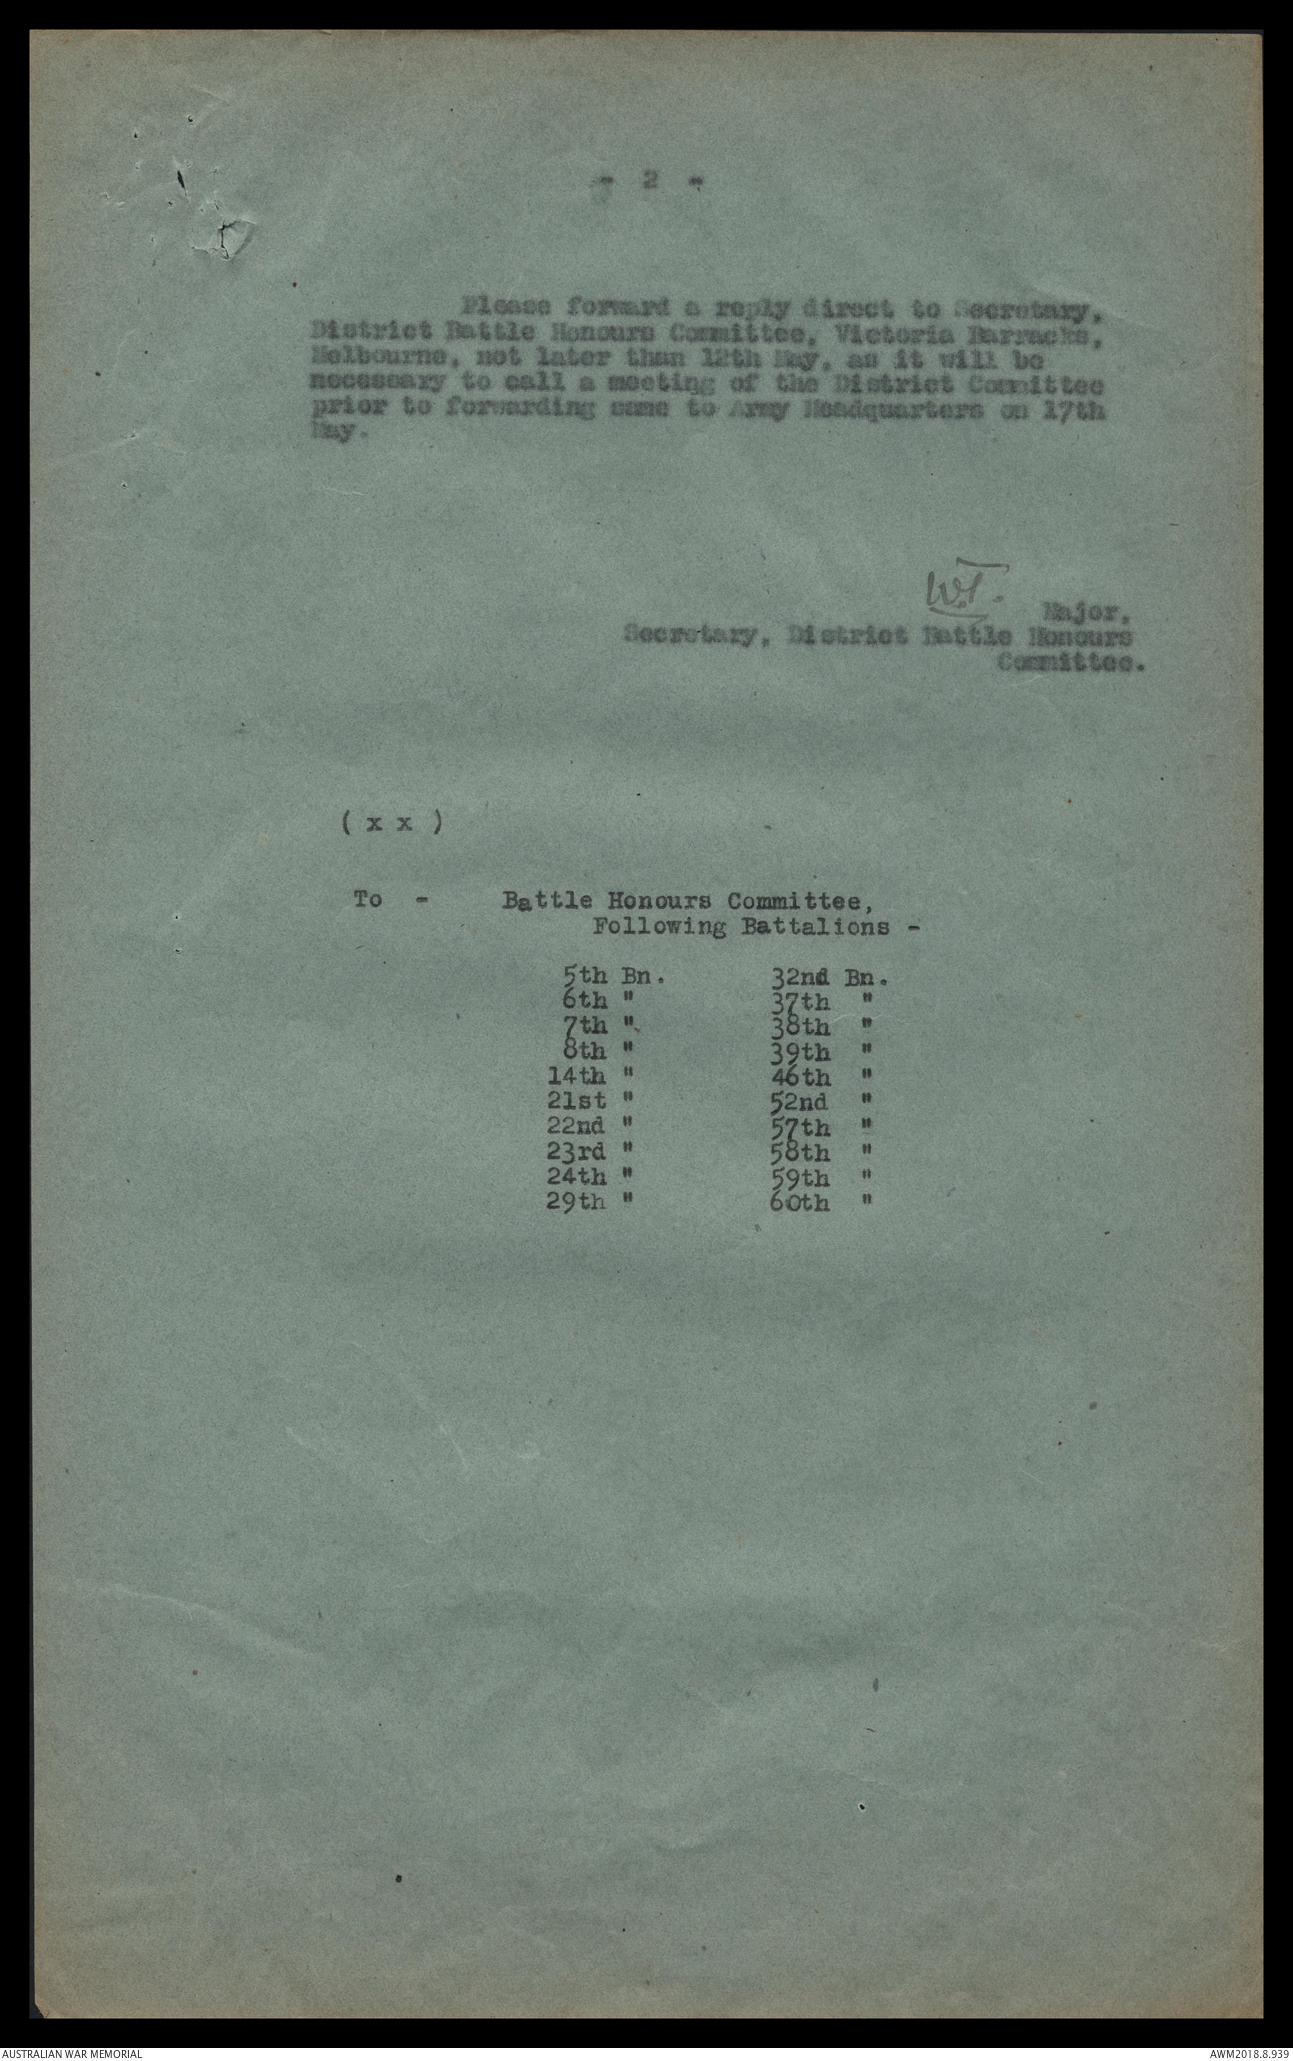 - 2 -
Please forward a reply direct to Secretary,
District Battle Honours Committee, Victoria Barracks,
Melbourne, not later than 12th May, as it will be
necessary to call a meeting of the District Committee
prior to forwarding same to Army Headquarters on 17th
May.
W.T. Major,
Secretary, District Battle Honours
Committee.
( x x )
To - Battle Honours Committee,
Following Battalions -
5th Bn. 32nd Bn.
6th " 37th "
7th " 38th "
8th " 39th "
14th " 46th "
21st " 52nd "
22nd " 57th "
23rd " 58th "
24th " 59th "
29th " 60th "
AUSTRALIAN WAR MEMORIAL AWM2018.8.939